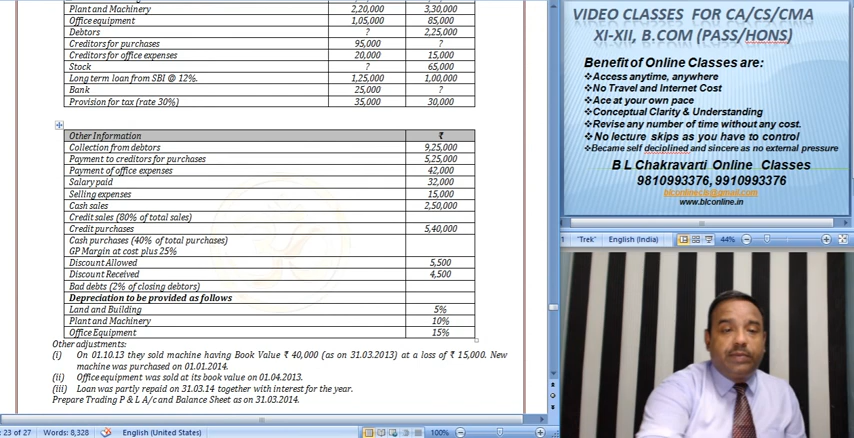 Plant and Machinery 2,20,000 3,30,000
Office equipment 1,05,000 85,000
Debtors ? 2,25,000
Creditors for purchases 95,000 ?
Creditors for office expenses 20,000 15,000
Stock ? 65,000
Long term loan from SBI @ 12%. 1,25,000 1,00,000
Bank 25,000 ?
Provision for tax (rate 30%) 35,000 30,000
Other Information ₹
Collection from debtors 9,25,000
Payment to creditors for purchases 5,25,000
Payment of office expenses 42,000
Salary paid 32,000
Selling expenses 15,000
Cash sales 2,50,000
Credit sales (80% of total sales)
Credit purchases 5,40,000
Cash purchases (40% of total purchases)
GP Margin at cost plus 25%
Discount Allowed 5,500
Discount Received 4,500
Bad debts (2% of closing debtors)
Depreciation to be provided as follows
Land and Building 5%
Plant and Machinery 10%
Office Equipment 15%
Other adjustments:
(i) On 01.10.13 they sold machine having Book Value ₹ 40,000 (as on 31.03.2013) at a loss of ₹ 15,000. New
machine was purchased on 01.01.2014.
(ii) Office equipment was sold at its book value on 01.04.2013.
(iii) Loan was partly repaid on 31.03.14 together with interest for the year.
Prepare Trading P & L A/c and Balance Sheet as on 31.03.2014.
: 23 of 27 Words: 8,328 English (United States) 100%
VIDEO CLASSES FOR CA/CS/CMA
XI-XII, B.COM (PASS/HONS)
Benefit of Online Classes are:
❖Access anytime, anywhere
❖No Travel and Internet Cost
❖Ace at your own pace
❖Conceptual Clarity & Understanding
❖Revise any number of time without any cost.
❖No lecture skips as you have to control
❖Became self deciplined and sincere as no external pressure
B L Chakravarti Online Classes
9810993376, 9910993376
www.blconline.in
1 "Trek" English (India) 44%